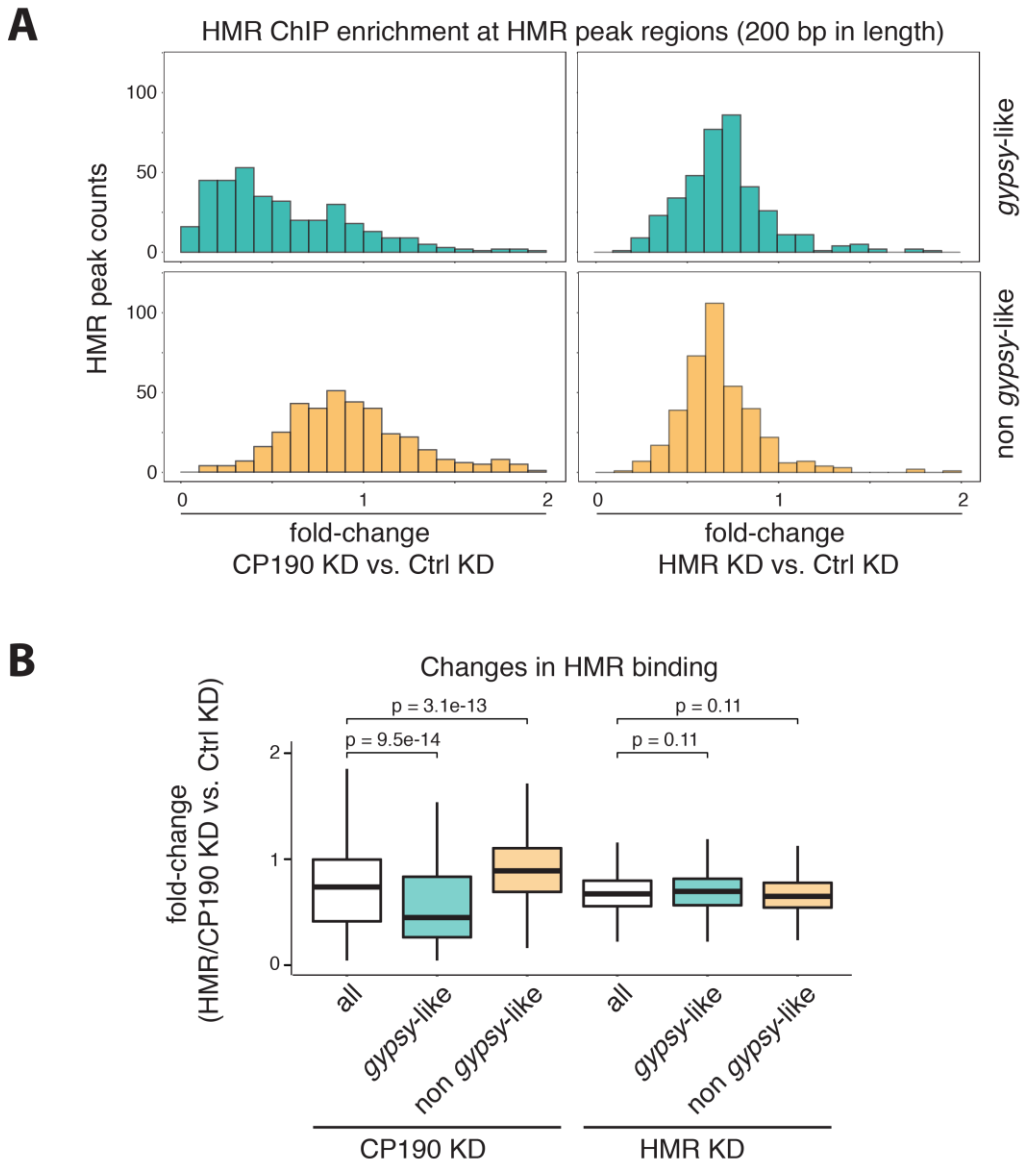 A
HMR ChIP enrichment at HMR peak regions (200 bp in length)
HMR peak counts
100
50
0
gypsy-like
100
50
0
non gypsy-like
0
1
2
0
1
2
fold-change
CP190 KD vs. Ctrl KD
fold-change
HMR KD vs. Ctrl KD
B
Changes in HMR binding
fold-change
(HMR/CP190 KD vs. Ctrl KD)
p = 3.1e-13
p = 9.5e-14
p = 0.11
p = 0.11
2
1
0
all
gypsy-like
non gypsy-like
all
gypsy-like
non gypsy-like
CP190 KD
HMR KD